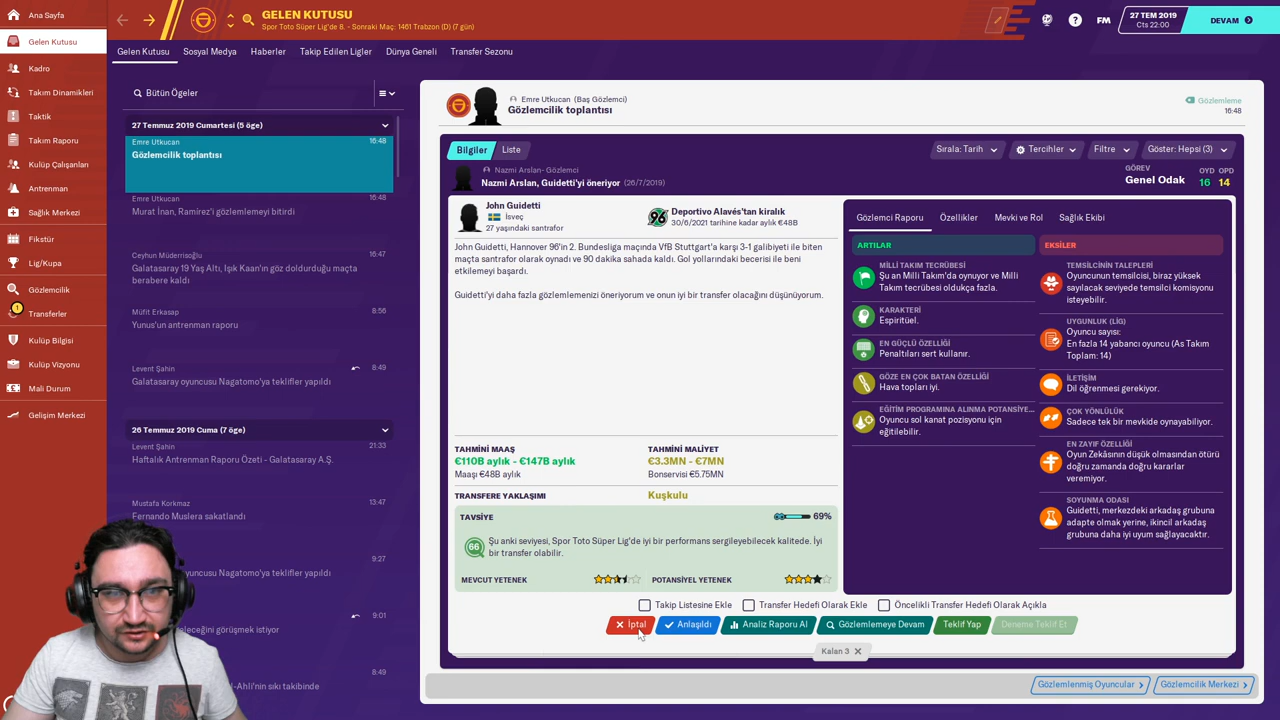 Ana Sayfa
Gelen Kutusu
Kadro
Takım Dinamikleri
Taktik
Takım Raporu
Kulüp Çalışanları
Antrenman
Sağlık Merkezi
Fikstür
Lig/Kupa
Gözlemcilik
1
Transferler
Kulüp Bilgisi
Kulüp Vizyonu
Mali Durum
Gelişim Merkezi
GELEN KUTUSU
Spor Toto Süper Lig'de 8. - Sonraki Maç: 1461 Trabzon (D) (7 gün)
FM
27 TEM 2019
Cts 22:00
DEVAM
Gelen Kutusu
Sosyal Medya
Haberler
Takip Edilen Ligler
Dünya Geneli
Transfer Sezonu
Bütün Ögeler
27 Temmuz 2019 Cumartesi (5 öge)
Emre Utkucan 16:48
Gözlemcilik toplantısı
Emre Utkucan 16:48
Murat İnan, Ramírez'i gözlemlemeyi bitirdi
Ceyhun Müderrisoğlu 16:47
Galatasaray 19 Yaş Altı, Işık Kaan'ın göz doldurduğu maçta
berabere kaldı
Müfit Erkasap 8:56
Yunus'un antrenman raporu
Levent Şahin 8:49
Galatasaray oyuncusu Nagatomo'ya teklifler yapıldı
26 Temmuz 2019 Cuma (7 öge)
Levent Şahin 21:33
Haftalık Antrenman Raporu Özeti - Galatasaray A.Ş.
Mustafa Korkmaz 13:47
Fernando Muslera sakatlandı
9:27
oyuncusu Nagatomo'ya teklifler yapıldı
9:01
geleceğini görüşmek istiyor
8:49
-Ahli'nin sıkı takibinde
Emre Utkucan (Baş Gözlemci)
Gözlemcilik toplantısı
Gözlemleme
16:48
Bilgiler
Liste
Sırala: Tarih
Tercihler
Filtre
Göster: Hepsi (3)
Nazmi Arslan- Gözlemci
Nazmi Arslan, Guidetti'yi öneriyor (26/7/2019)
GÖREV
Genel Odak
OYD OPD
16 14
John Guidetti
İsveç
27 yaşındaki santrafor
96
Deportivo Alavés'tan kiralık
30/6/2021 tarihine kadar aylık €48B
John Guidetti, Hannover 96'in 2. Bundesliga maçında VfB Stuttgart'a karşı 3-1 galibiyeti ile biten
maçta santrafor olarak oynadı ve 90 dakika sahada kaldı. Gol yollarındaki becerisi ile beni
etkilemeyi başardı.
Guidetti'yi daha fazla gözlemlemenizi öneriyorum ve onun iyi bir transfer olacağını düşünüyorum.
TAHMİNİ MAAŞ
€110B aylık - €147B aylık
Maaşı €48B aylık
TAHMİNİ MALİYET
€3.3MN - €7MN
Bonservisi €5.75MN
TRANSFERE YAKLAŞIMI
Kuşkulu
TAVSİYE
69%
66
Şu anki seviyesi, Spor Toto Süper Lig'de iyi bir performans sergileyebilecek kalitede. İyi
bir transfer olabilir.
MEVCUT YETENEK
POTANSİYEL YETENEK
Gözlemci Raporu
Özellikler
Mevki ve Rol
Sağlık Ekibi
ARTILAR
MİLLİ TAKIM TECRÜBESİ
Şu an Milli Takım'da oynuyor ve Milli
Takım tecrübesi oldukça fazla.
KARAKTERİ
Espiritüel.
EN GÜÇLÜ ÖZELLİĞİ
Penaltıları sert kullanır.
GÖZE EN ÇOK BATAN ÖZELLİĞİ
Hava topları iyi.
EĞİTİM PROGRAMINA ALINMA POTANSİYE...
Oyuncu sol kanat pozisyonu için
eğitilebilir.
EKSİLER
TEMSİLCİNİN TALEPLERİ
Oyuncunun temsilcisi, biraz yüksek
sayılacak seviyede temsilci komisyonu
isteyebilir.
UYGUNLUK (LİG)
Oyuncu sayısı:
En fazla 14 yabancı oyuncu (As Takım
Toplam: 14)
İLETİŞİM
Dil öğrenmesi gerekiyor.
ÇOK YÖNLÜLÜK
Sadece tek bir mevkide oynayabiliyor.
EN ZAYIF ÖZELLİĞİ
Oyun Zekâsının düşük olmasından ötürü
doğru zamanda doğru kararlar
veremiyor.
SOYUNMA ODASI
Guidetti, merkezdeki arkadaş grubuna
adapte olmak yerine, ikincil arkadaş
grubuna daha iyi uyum sağlayacaktır.
Takip Listesine Ekle
Transfer Hedefi Olarak Ekle
Öncelikli Transfer Hedefi Olarak Açıkla
İptal
Anlaşıldı
Analiz Raporu Al
Gözlemlemeye Devam
Teklif Yap
Deneme Teklif Et
Kalan 3
Gözlemlenmiş Oyuncular
Gözlemcilik Merkezi